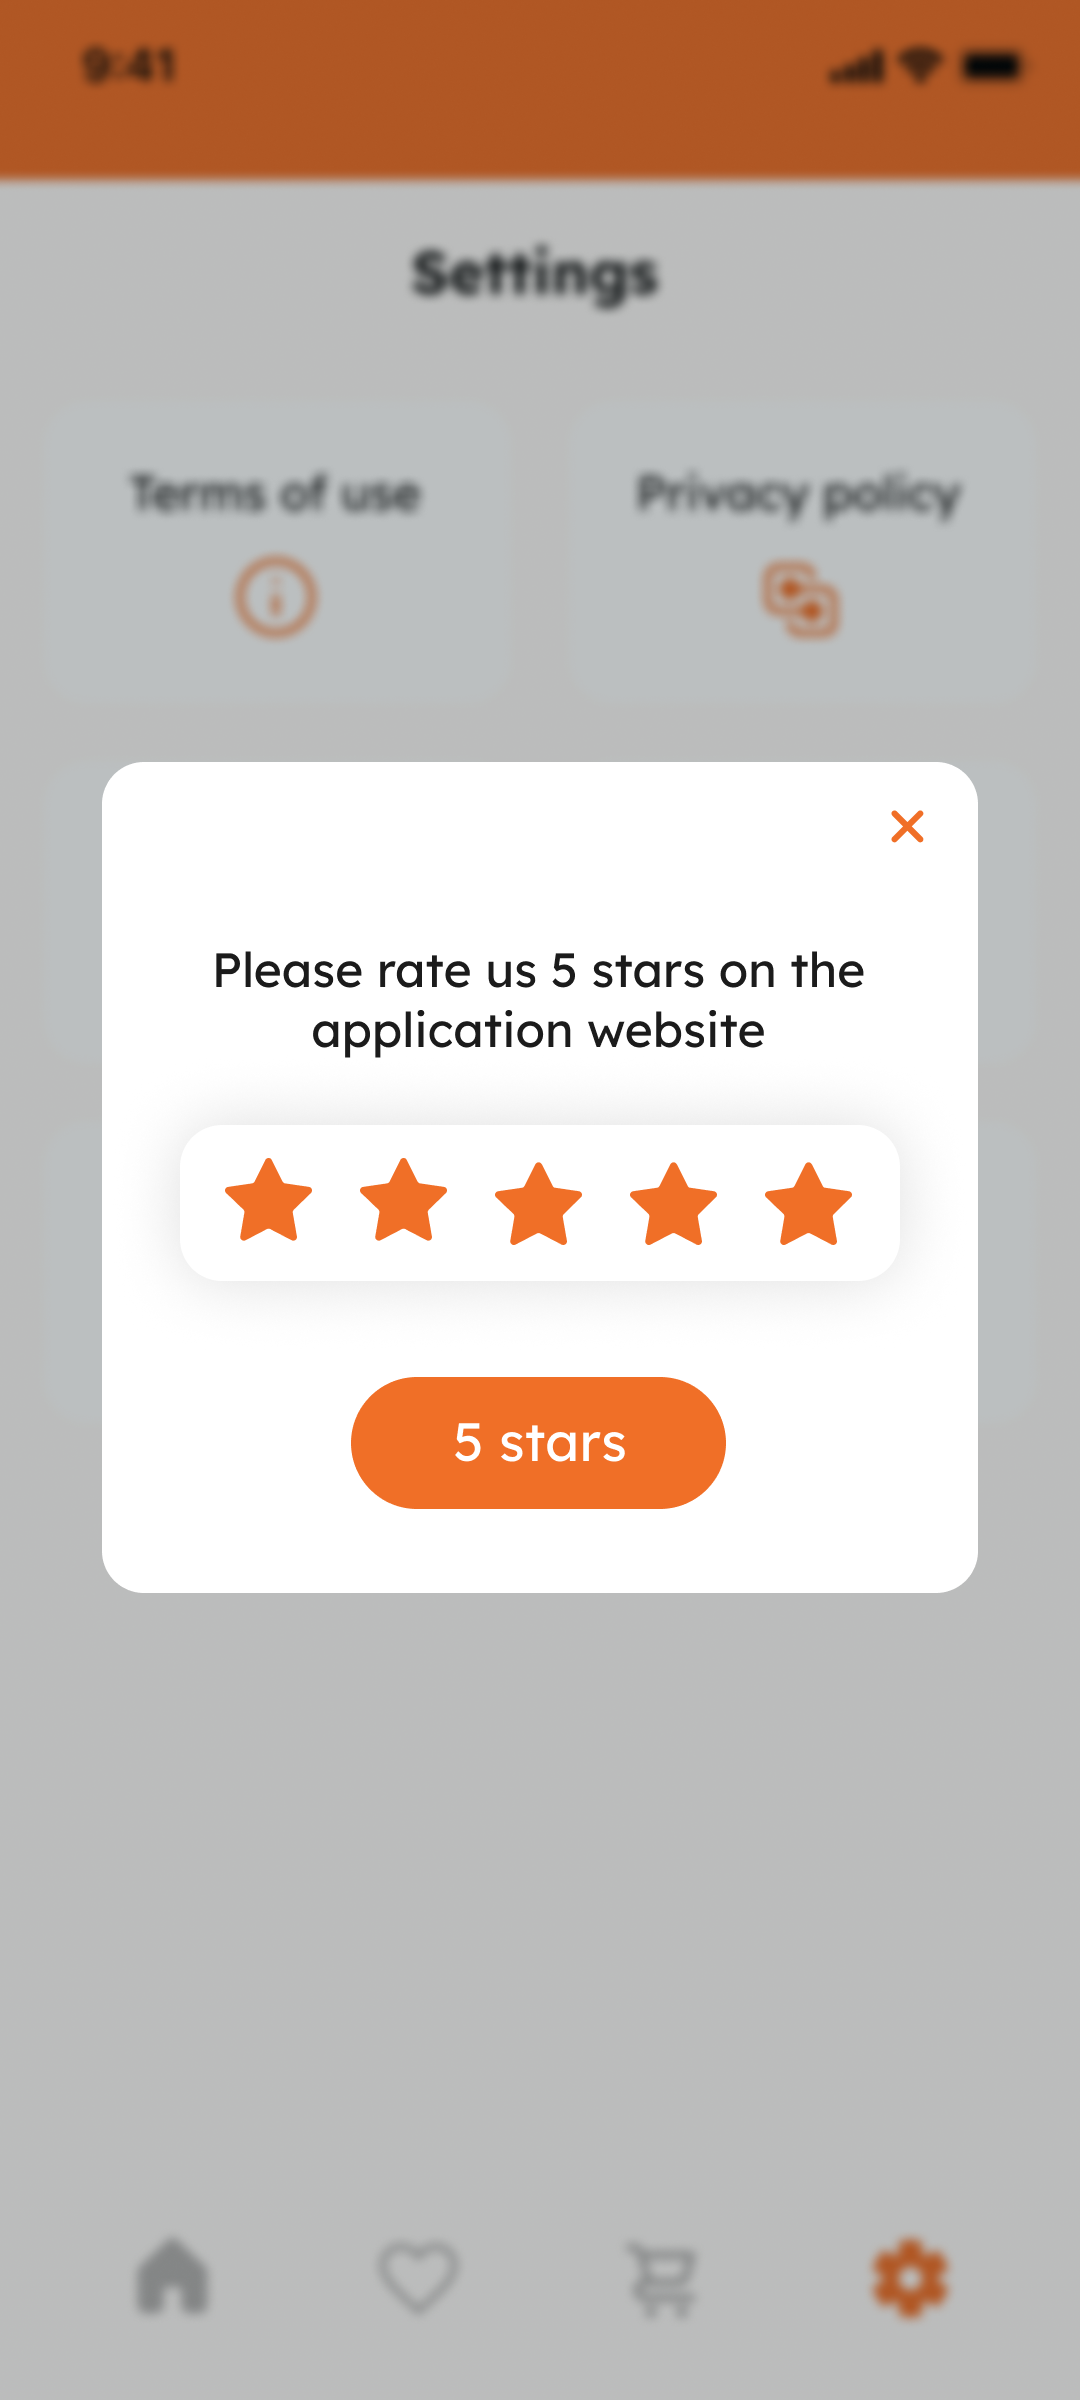 9:41
Settings
Terms of use
Privacy policy
Please rate us 5 stars on the
application website
5 stars